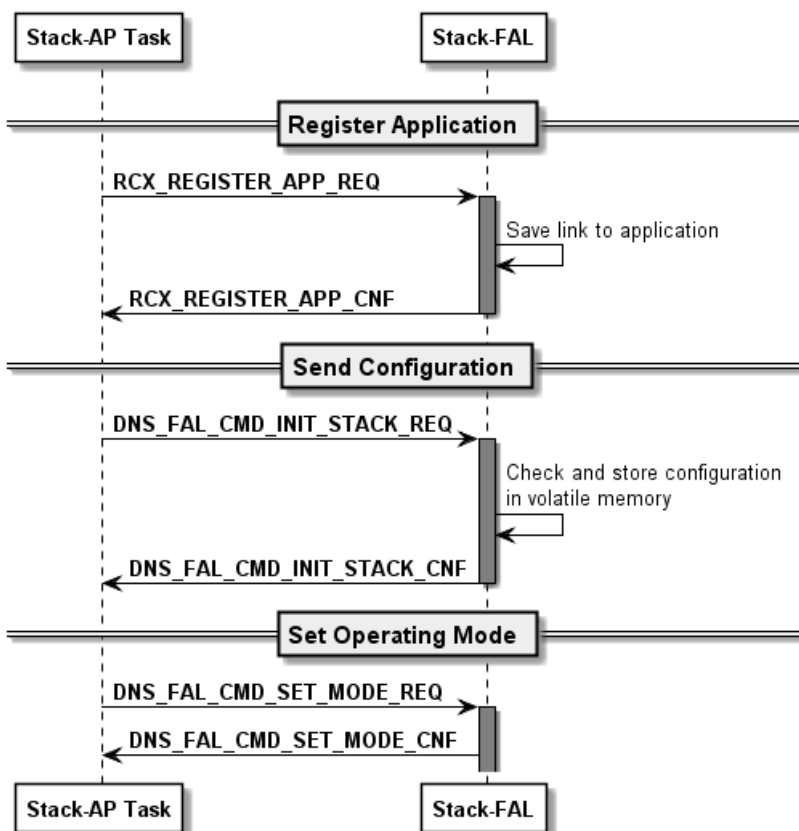 Stack-AP Task
Stack-FAL
Register Application
RCX_REGISTER_APP_REQ
Save link to application
RCX_REGISTER_APP_CNF
Send Configuration
DNS_FAL_CMD_INIT_STACK_REQ
Check and store configuration
in volatile memory
DNS_FAL_CMD_INIT_STACK_CNF
Set Operating Mode
DNS_FAL_CMD_SET_MODE_REQ
DNS_FAL_CMD_SET_MODE_CNF
Stack-AP Task
Stack-FAL